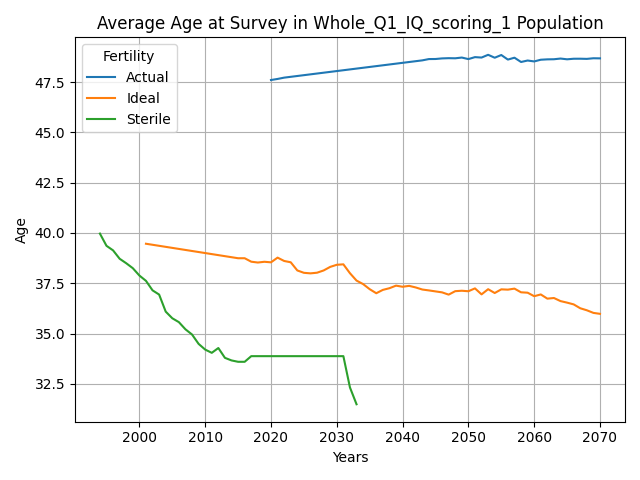 Average Age at Survey in Whole_Q1_IQ_scoring_1 Population
Fertility
Actual
Ideal
Sterile
47.5
45.0
42.5
40.0
37.5
35.0
32.5
Age
2000 2010 2020 2030 2040 2050 2060 2070
Years